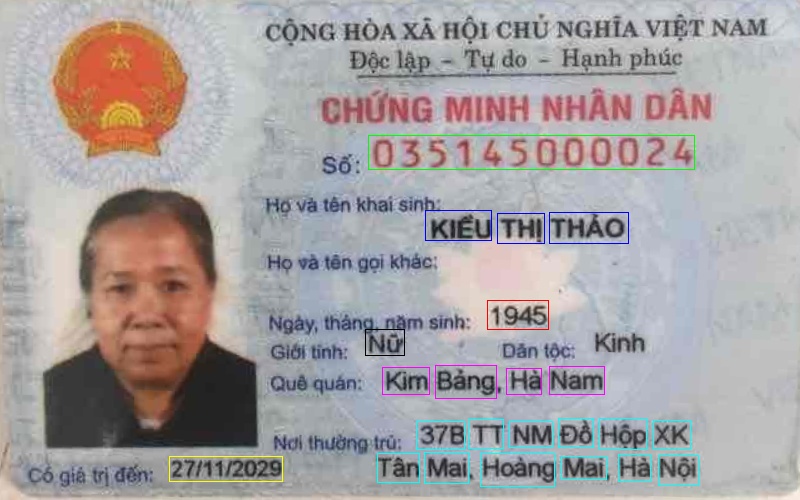 CỘNG HÒA XÃ HỘI CHỦ NGHĨA VIỆT NAM
Độc lập - Tự do - Hạnh phúc
CHỨNG MINH NHÂN DÂN
Số: 035145000024
Họ và tên khai sinh:
KIỀU THỊ THẢO
Họ và tên gọi khác:
Ngày, tháng, năm sinh: 1945
Giới tính: Nữ Dân tộc: Kinh
Quê quán: Kim Bảng, Hà Nam
Nơi thường trú: 37B TT NM Đồ Hộp XK
Tân Mai, Hoàng Mai, Hà Nội
Có giá trị đến: 27/11/2029